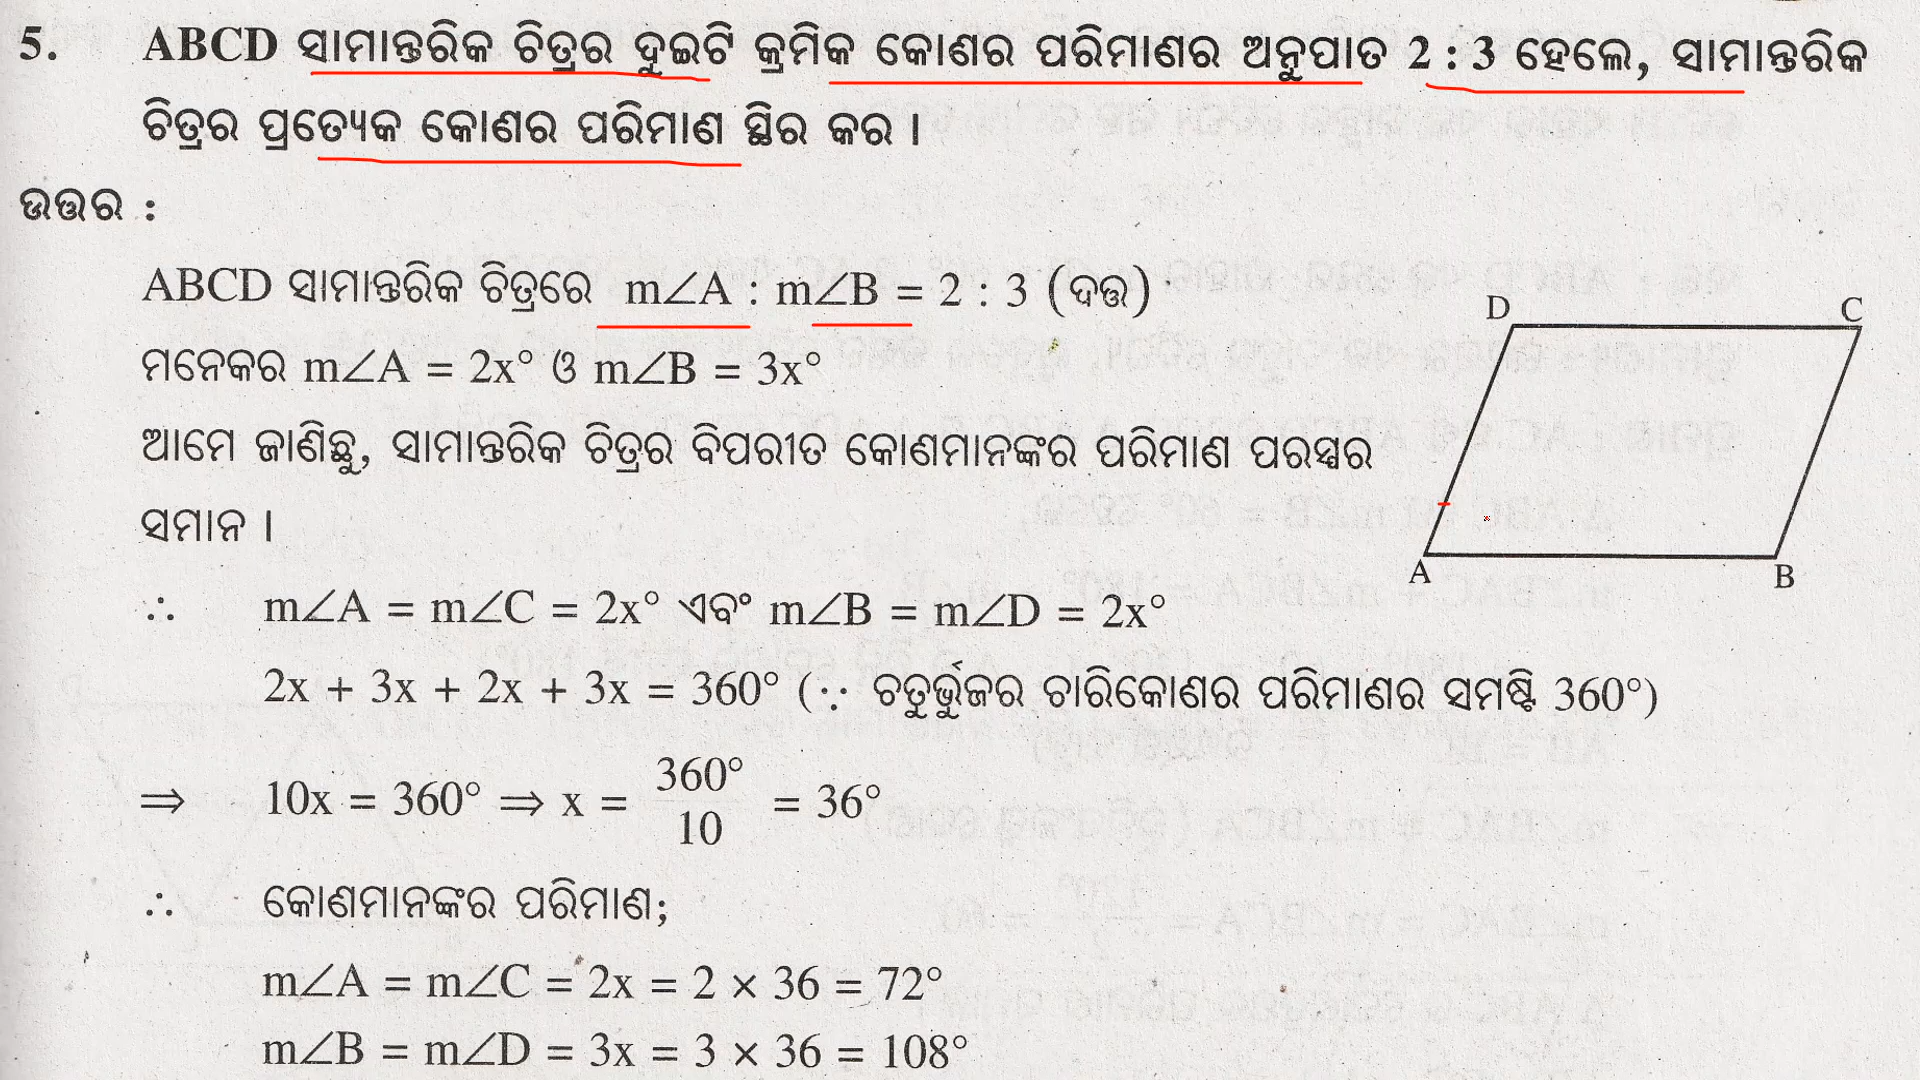 5. ABCD ସାମାନ୍ତରିକ ଚିତ୍ରର ଦୁଇଟି କ୍ରମିକ କୋଣର ପରିମାଣର ଅନୁପାତ 2 : 3 ହେଲେ, ସାମାନ୍ତରିକ
ଚିତ୍ରର ପ୍ରତ୍ୟେକ କୋଣର ପରିମାଣ ସ୍ଥିର କର ।
ଉତ୍ତର :
ABCD ସାମାନ୍ତରିକ ଚିତ୍ରରେ m∠A : m∠B = 2 : 3 (ଦତ୍ତ)
ମନେକର m∠A = 2x° ଓ m∠B = 3x°
ଆମେ ଜାଣିଛୁ, ସାମାନ୍ତରିକ ଚିତ୍ରର ବିପରୀତ କୋଣମାନଙ୍କର ପରିମାଣ ପରସ୍ପର
ସମାନ ।
∴ m∠A = m∠C = 2x° ଏବଂ m∠B = m∠D = 2x°
2x + 3x + 2x + 3x = 360° (∵ ଚତୁର୍ଭୁଜର ଚାରିକୋଣର ପରିମାଣର ସମଷ୍ଟି 360°)
⇒ 10x = 360° ⇒ x = 360°/10 = 36°
∴ କୋଣମାନଙ୍କର ପରିମାଣ;
m∠A = m∠C = 2x = 2 × 36 = 72°
m∠B = m∠D = 3x = 3 × 36 = 108°
D C
A B